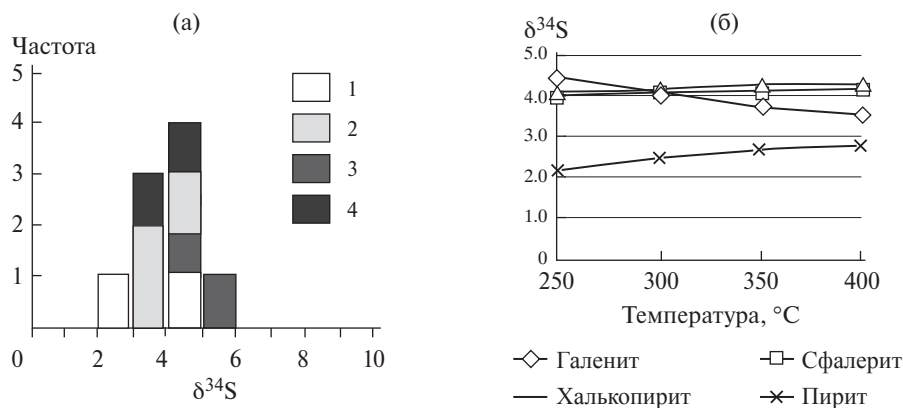 (а)
Частота
5
4
3
2
1
0 2 4 6 8 10
δ³⁴S
1
2
3
4
(б)
δ³⁴S
5.0
4.0
3.0
2.0
1.0
0
250 300 350 400
Температура, °C
Галенит Сфалерит
Халькопирит Пирит